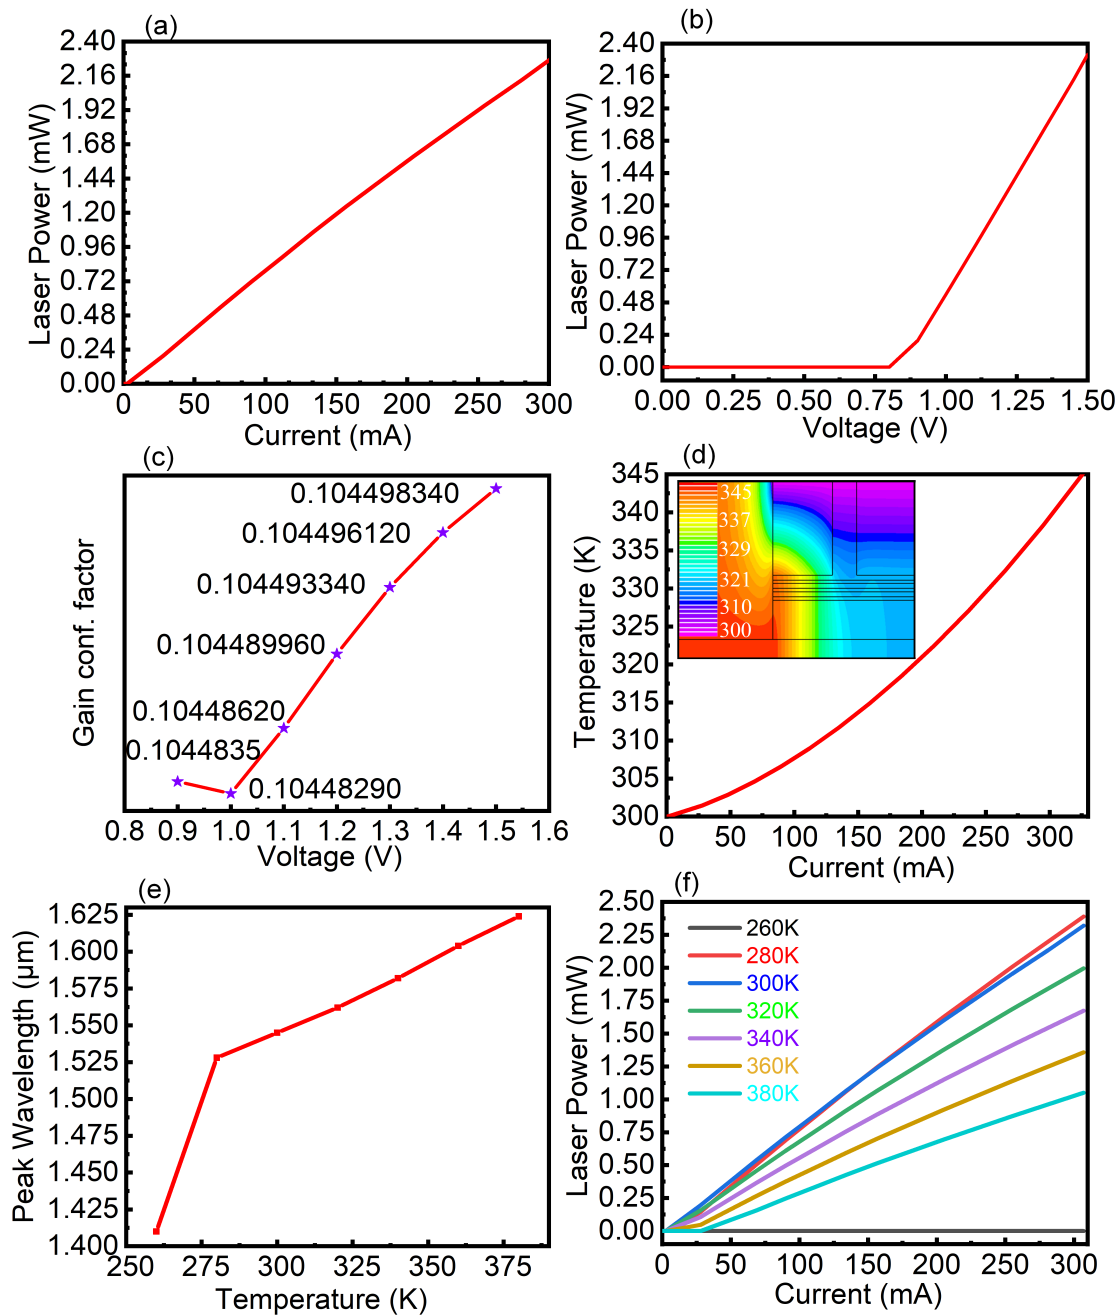 (a)
2.40
2.16
1.92
1.68
1.44
1.20
0.96
0.72
0.48
0.24
0.00
Laser Power (mW)
0 50 100 150 200 250 300
Current (mA)
(b)
2.40
2.16
1.92
1.68
1.44
1.20
0.96
0.72
0.48
0.24
0.00
Laser Power (mW)
0.00 0.25 0.50 0.75 1.00 1.25 1.50
Voltage (V)
(c)
Gain conf. factor
0.104498340
0.104496120
0.104493340
0.104489960
0.10448620
0.1044835
0.10448290
0.8 0.9 1.0 1.1 1.2 1.3 1.4 1.5 1.6
Voltage (V)
(d)
345
340
335
330
325
320
315
310
305
300
Temperature (K)
345
337
329
321
310
300
0 50 100 150 200 250 300
Current (mA)
(e)
1.625
1.600
1.575
1.550
1.525
1.500
1.475
1.450
1.425
1.400
Peak Wavelength (μm)
250 275 300 325 350 375
Temperature (K)
(f)
2.50
2.25
2.00
1.75
1.50
1.25
1.00
0.75
0.50
0.25
0.00
Laser Power (mW)
260K
280K
300K
320K
340K
360K
380K
0 50 100 150 200 250 300
Current (mA)